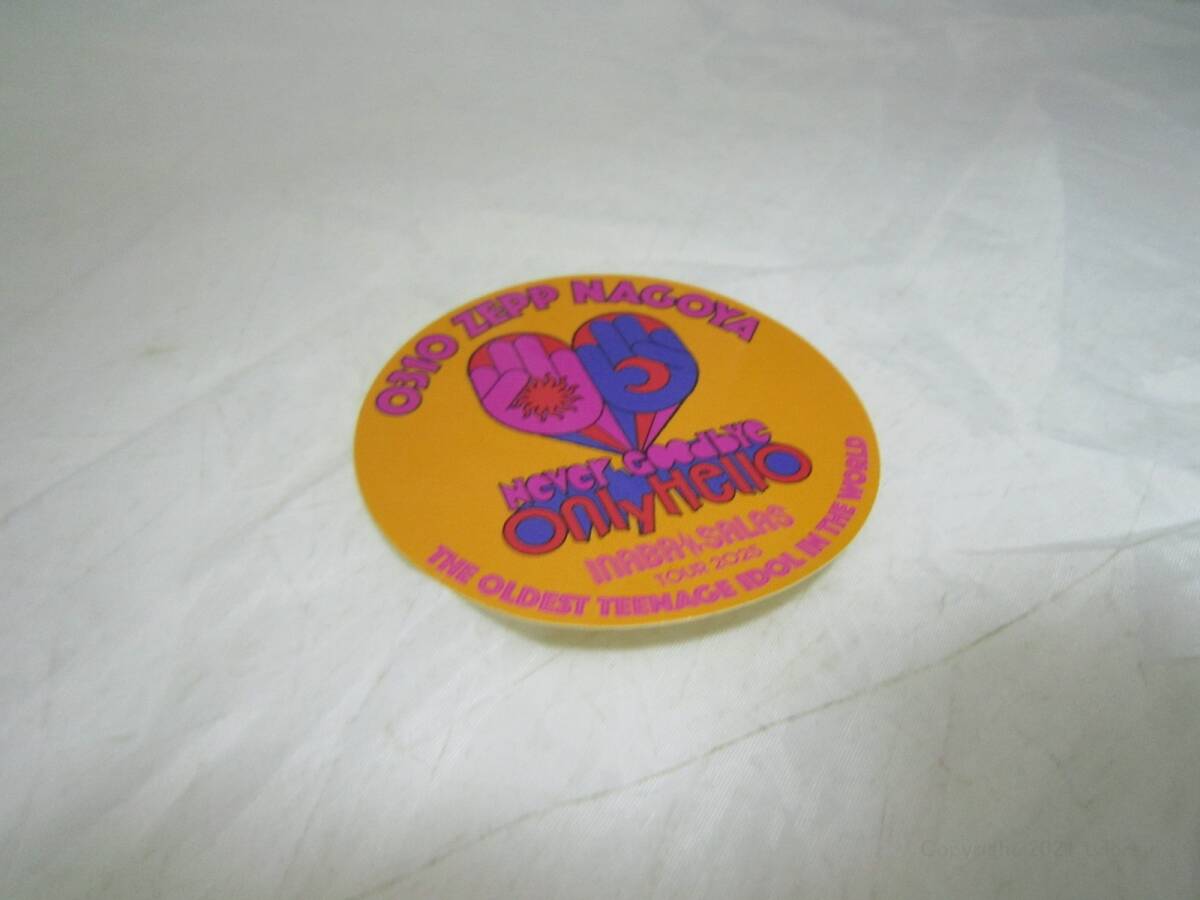 0310 ZEPP NAGOYA
Never Goodbye
Only Hello
INABA/SALAS
TOUR 2025
THE OLDEST TEENAGE IDOL IN THE WORLD